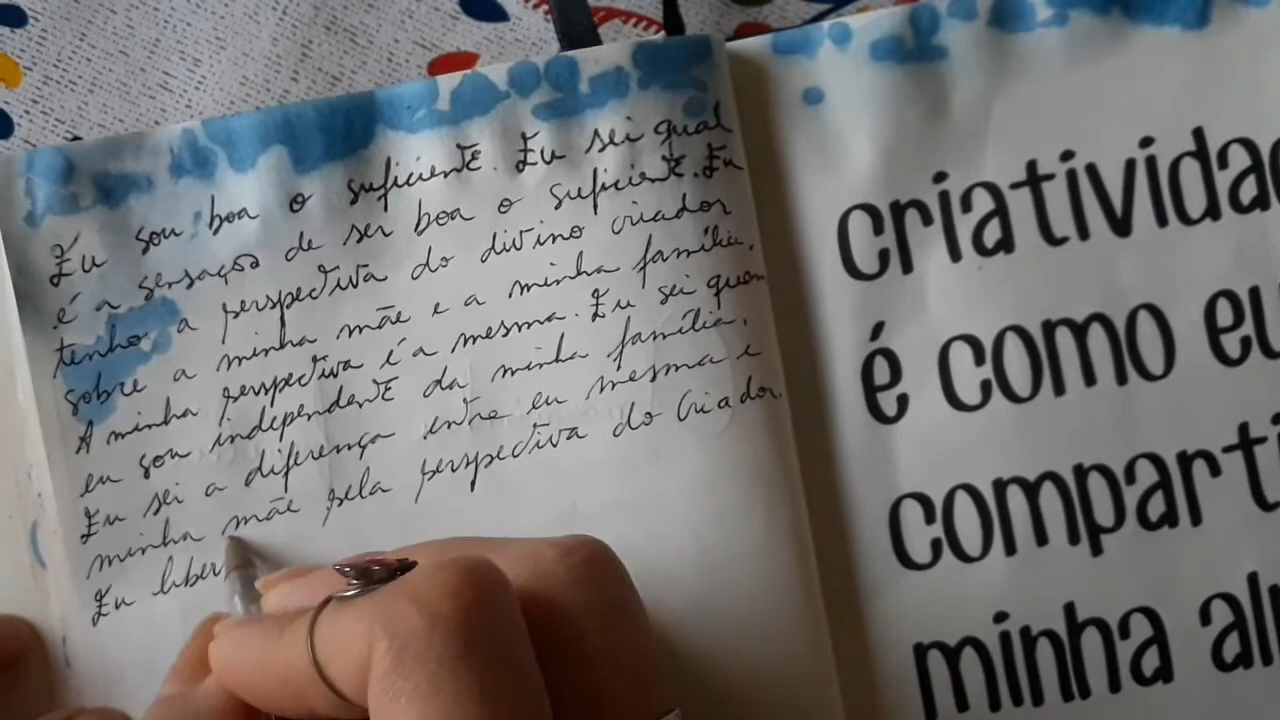 Eu sou boa o suficiente. Eu sei qual
é a sensação de ser boa o suficiente. Eu
tenho a perspectiva do divino criador
sobre a minha mãe e a minha família.
A minha perspectiva é a mesma. Eu sei quem
eu sou independente da minha família.
Eu sei a diferença entre eu mesma e
minha mãe pela perspectiva do Criador.
Eu liber
criativida
é como eu
comparti
minha al